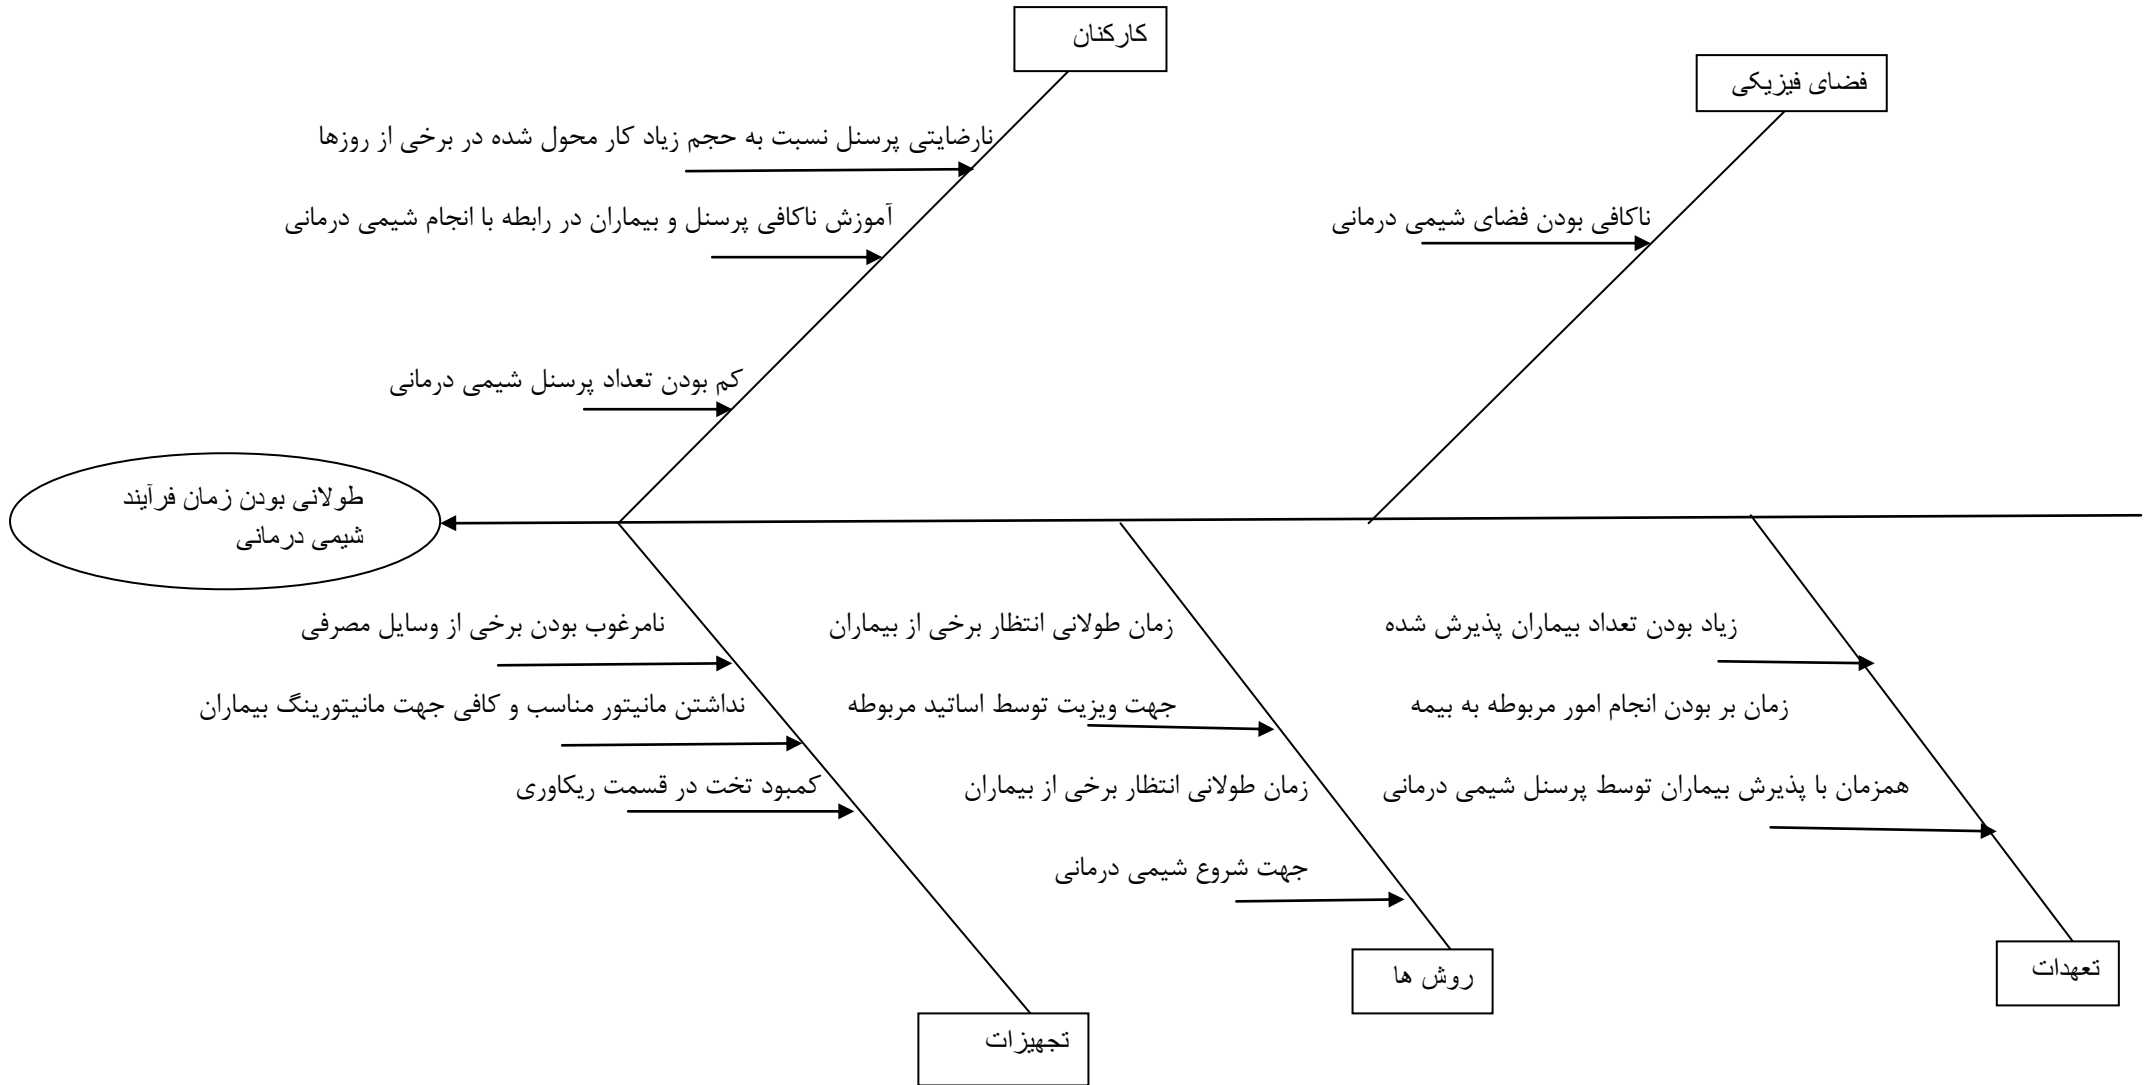 کارکنان
فضای فیزیکی
نارضایتی پرسنل نسبت به حجم زیاد کار محول شده در برخی از روزها
ناکافی بودن فضای شیمی درمانی
آموزش ناکافی پرسنل و بیماران در رابطه با انجام شیمی درمانی
کم بودن تعداد پرسنل شیمی درمانی
طولانی بودن زمان فرآیند
شیمی درمانی
زیاد بودن تعداد بیماران پذیرش شده
زمان بر بودن انجام امور مربوطه به بیمه
همزمان با پذیرش بیماران توسط پرسنل شیمی درمانی
زمان طولانی انتظار برخی از بیماران
جهت ویزیت توسط اساتید مربوطه
زمان طولانی انتظار برخی از بیماران
جهت شروع شیمی درمانی
نامرغوب بودن برخی از وسایل مصرفی
نداشتن مانیتور مناسب و کافی جهت مانیتورینگ بیماران
کمبود تخت در قسمت ریکاوری
تعهدات
روش ها
تجهیزات